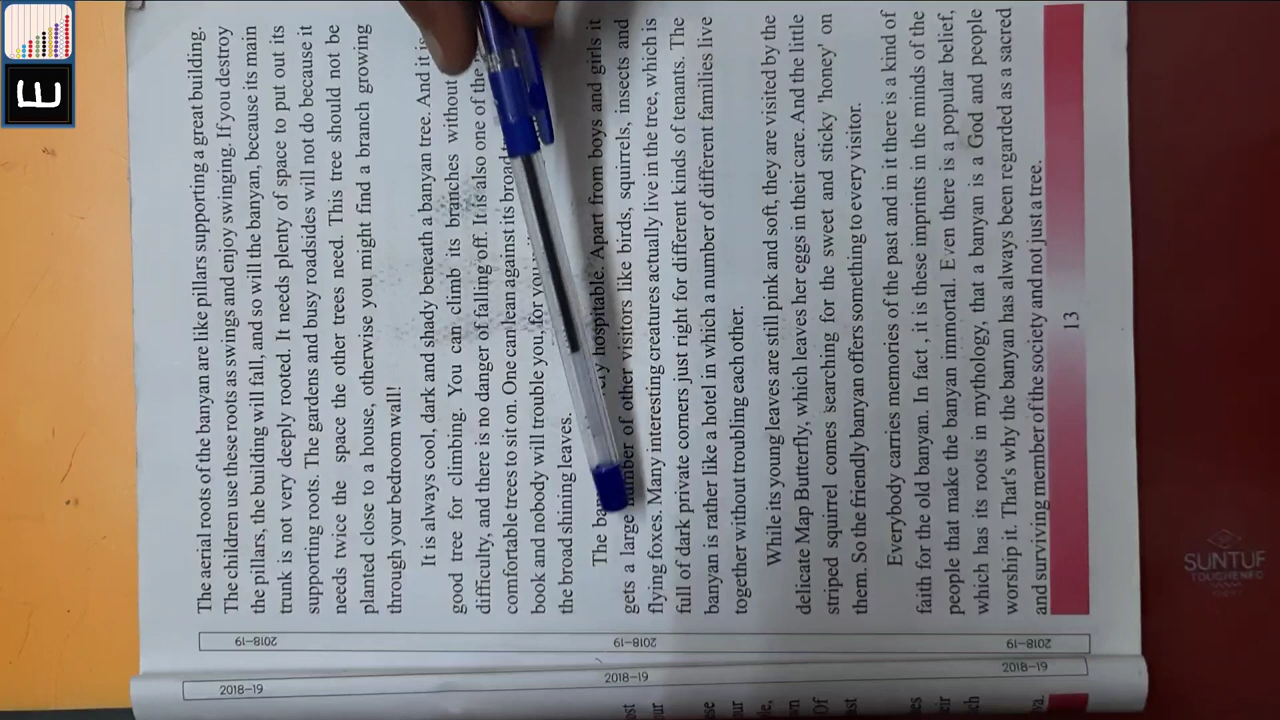 The aerial roots of the banyan are like pillars supporting a great building.
The children use these roots as swings and enjoy swinging. If you destroy
the pillars, the building will fall, and so will the banyan, because its main
trunk is not very deeply rooted. It needs plenty of space to put out its
supporting roots. The gardens and busy roadsides will not do because it
needs twice the space the other trees need. This tree should not be
planted close to a house, otherwise you might find a branch growing
through your bedroom wall!
It is always cool, dark and shady beneath a banyan tree. And it is
good tree for climbing. You can climb its branches without
difficulty, and there is no danger of falling off. It is also one of the
comfortable trees to sit on. One can lean against its broad
book and nobody will trouble you, for you
the broad shining leaves.
The hospitable. Apart from boys and girls it
gets a large number of other visitors like birds, squirrels, insects and
flying foxes. Many interesting creatures actually live in the tree, which is
full of dark private corners just right for different kinds of tenants. The
banyan is rather like a hotel in which a number of different families live
together without troubling each other.
While its young leaves are still pink and soft, they are visited by the
delicate Map Butterfly, which leaves her eggs in their care. And the little
striped squirrel comes searching for the sweet and sticky 'honey' on
them. So the friendly banyan offers something to every visitor.
Everybody carries memories of the past and in it there is a kind of
faith for the old banyan. In fact , it is these imprints in the minds of the
people that make the banyan immortal. Even there is a popular belief,
which has its roots in mythology, that a banyan is a God and people
worship it. That's why the banyan has always been regarded as a sacred
and surviving member of the society and not just a tree.
13
2018-19
2018-19
2018-19
2018-19
2018-19
2018-19
E
SUNTUF
TOUGHENED